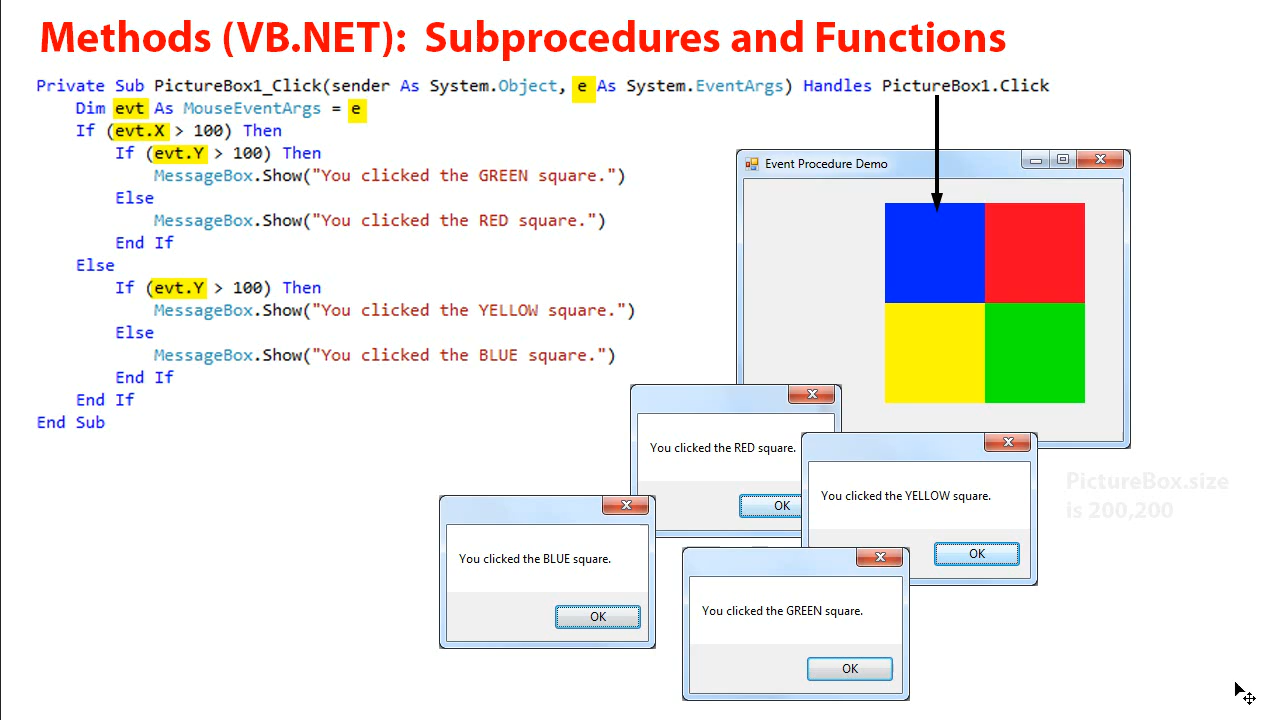 Methods (VB.NET):  Subprocedures and Functions
Private Sub PictureBox1_Click(sender As System.Object, e As System.EventArgs) Handles PictureBox1.Click
    Dim evt As MouseEventArgs = e
    If (evt.X > 100) Then
        If (evt.Y > 100) Then
            MessageBox.Show("You clicked the GREEN square.")
        Else
            MessageBox.Show("You clicked the RED square.")
        End If
    Else
        If (evt.Y > 100) Then
            MessageBox.Show("You clicked the YELLOW square.")
        Else
            MessageBox.Show("You clicked the BLUE square.")
        End If
    End If
End Sub
Event Procedure Demo
You clicked the RED square.
OK
You clicked the YELLOW square.
OK
PictureBox.size
is 200,200
You clicked the BLUE square.
OK
You clicked the GREEN square.
OK